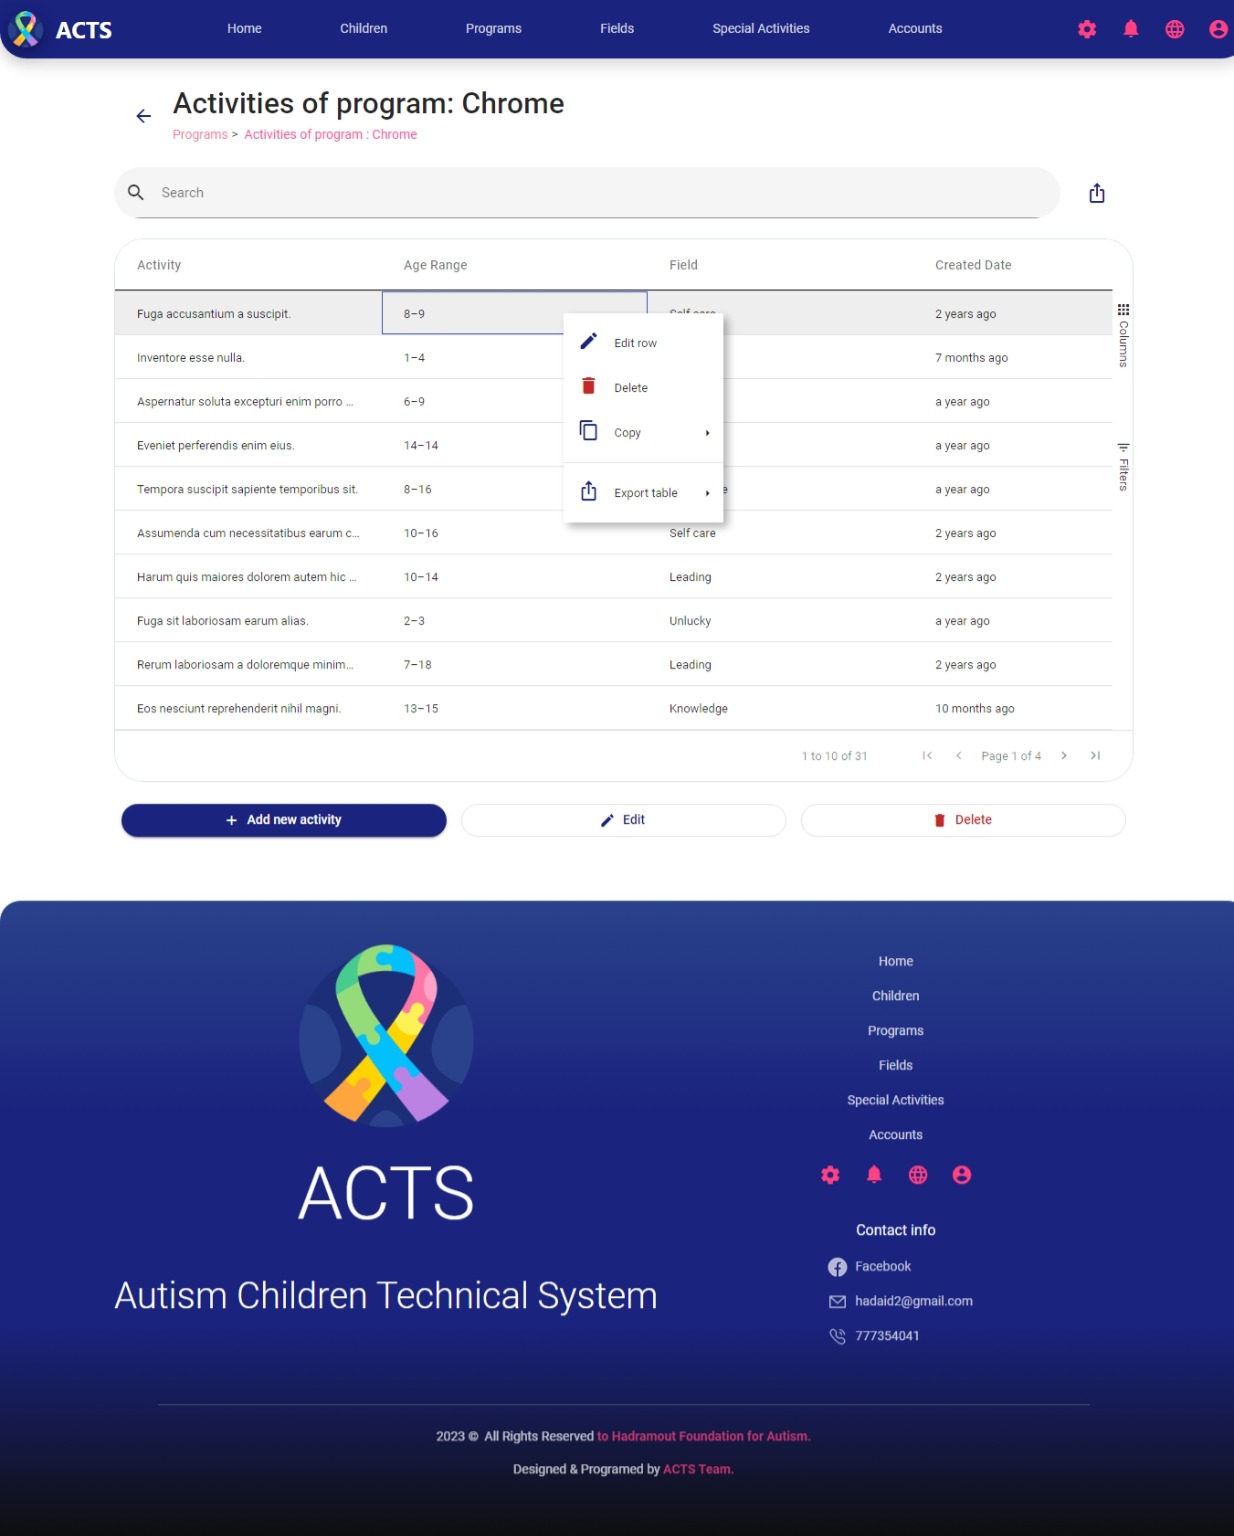 ACTS Home Children Programs Fields Special Activities Accounts
Activities of program: Chrome
Programs > Activities of program : Chrome
Search
Activity Age Range Field Created Date
Fuga accusantium a suscipit. 8–9 2 years ago
Inventore esse nulla. 1–4 7 months ago
Aspernatur soluta excepturi enim porro ... 6–9 a year ago
Eveniet perferendis enim eius. 14–14 a year ago
Tempora suscipit sapiente temporibus sit. 8–16 a year ago
Assumenda cum necessitatibus earum c... 10–16 Self care 2 years ago
Harum quis maiores dolorem autem hic ... 10–14 Leading 2 years ago
Fuga sit laboriosam earum alias. 2–3 Unlucky a year ago
Rerum laboriosam a doloremque minim... 7–18 Leading 2 years ago
Eos nesciunt reprehenderit nihil magni. 13–15 Knowledge 10 months ago
Edit row
Delete
Copy
Export table
Columns
Filters
1 to 10 of 31 Page 1 of 4
+ Add new activity Edit Delete
ACTS
Autism Children Technical System
Home
Children
Programs
Fields
Special Activities
Accounts
Contact info
Facebook
hadaid2@gmail.com
777354041
2023 © All Rights Reserved to Hadramout Foundation for Autism.
Designed & Programed by ACTS Team.